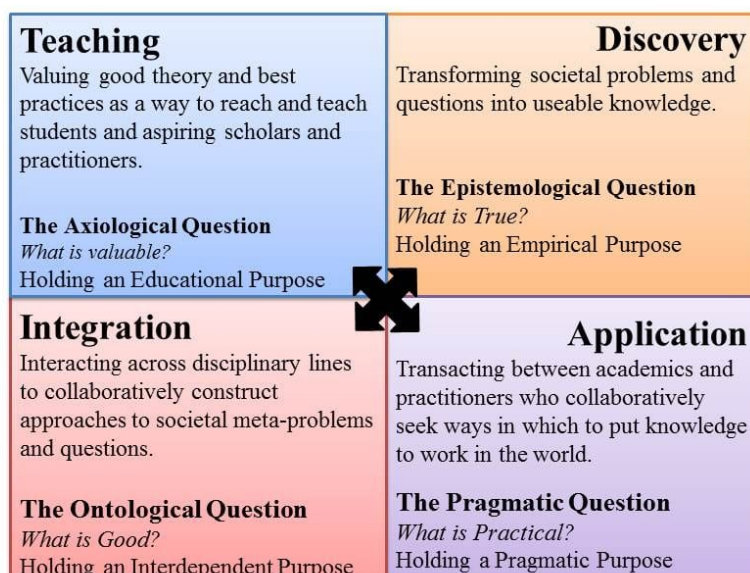 Teaching
Valuing good theory and best
practices as a way to reach and teach
students and aspiring scholars and
practitioners.
The Axiological Question
What is valuable?
Holding an Educational Purpose
Discovery
Transforming societal problems and
questions into useable knowledge.
The Epistemological Question
What is True?
Holding an Empirical Purpose
Integration
Interacting across disciplinary lines
to collaboratively construct
approaches to societal meta-problems
and questions.
The Ontological Question
What is Good?
Holding an Interdependent Purpose
Application
Transacting between academics and
practitioners who collaboratively
seek ways in which to put knowledge
to work in the world.
The Pragmatic Question
What is Practical?
Holding a Pragmatic Purpose